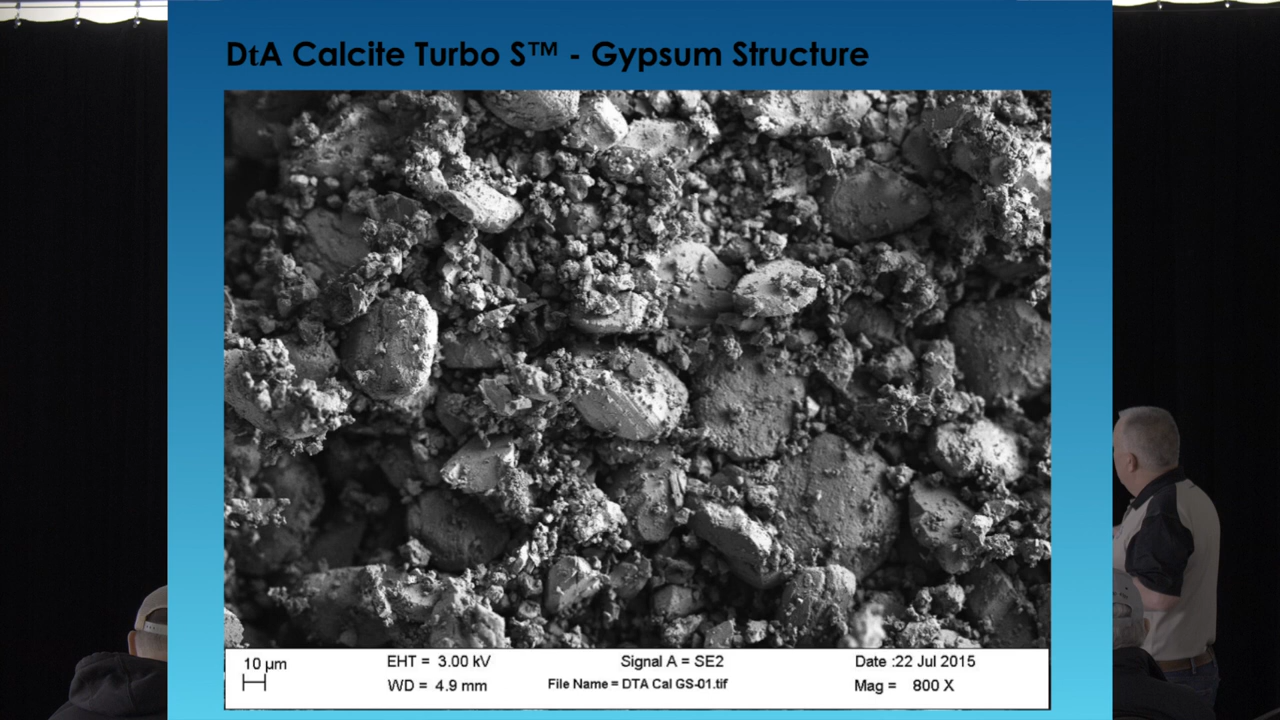 DtA Calcite Turbo S™ - Gypsum Structure
10 µm
EHT = 3.00 kV
Signal A = SE2
Date :22 Jul 2015
WD = 4.9 mm
File Name = DTA Cal GS-01.tif
Mag = 800 X